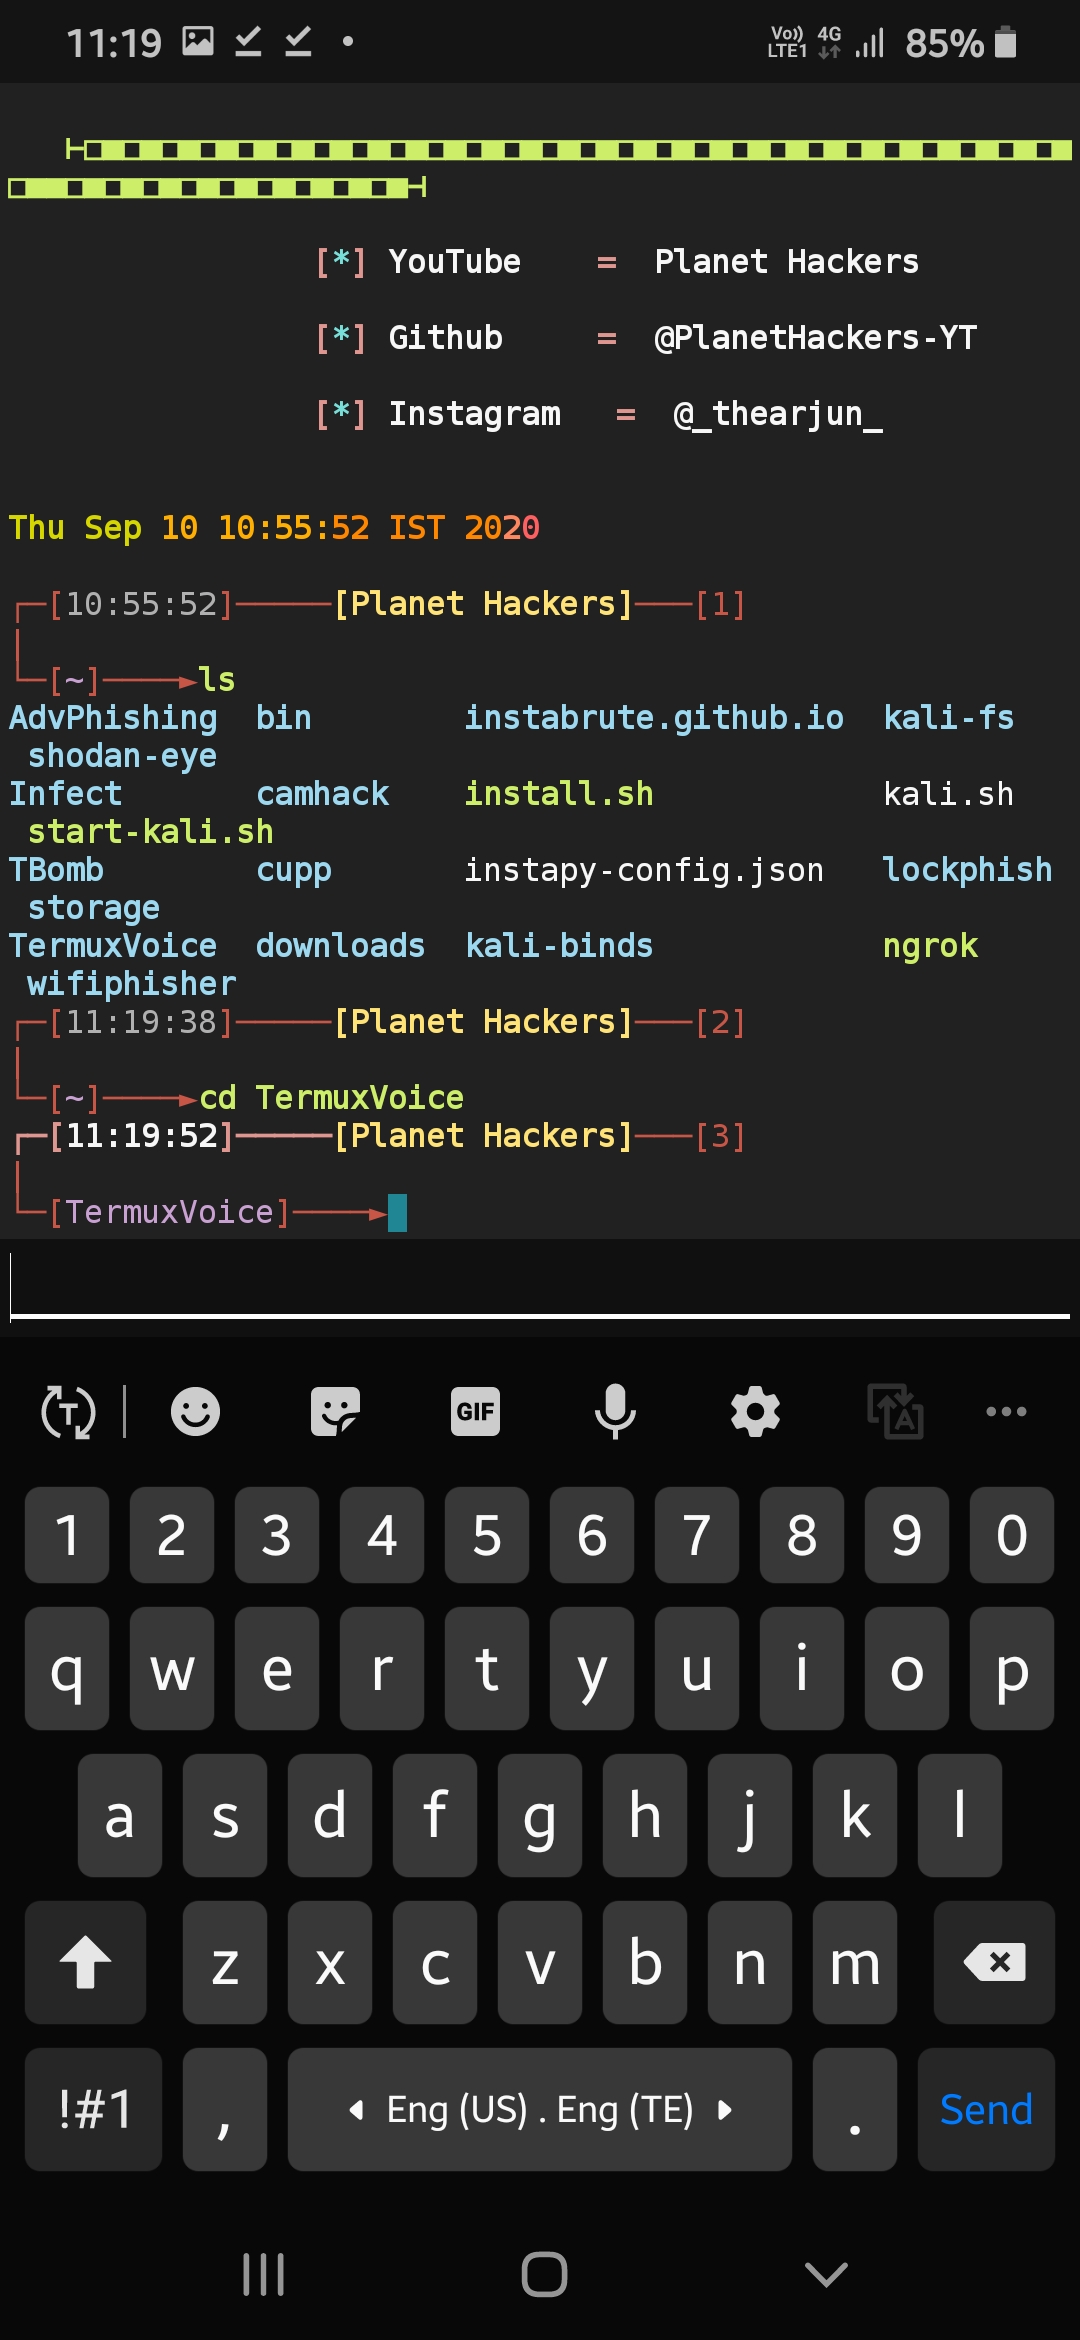 11:19 Vo)) LTE1 4G 85%
[*] YouTube = Planet Hackers
[*] Github = @PlanetHackers-YT
[*] Instagram = @_thearjun_
Thu Sep 10 10:55:52 IST 2020
┌─[10:55:52]─────[Planet Hackers]───[1]
│
└─[~]────►ls
AdvPhishing bin instabrute.github.io kali-fs
shodan-eye
Infect camhack install.sh kali.sh
start-kali.sh
TBomb cupp instapy-config.json lockphish
storage
TermuxVoice downloads kali-binds ngrok
wifiphisher
┌─[11:19:38]─────[Planet Hackers]───[2]
│
└─[~]────►cd TermuxVoice
┌─[11:19:52]─────[Planet Hackers]───[3]
│
└─[TermuxVoice]────►
T GIF A
1 2 3 4 5 6 7 8 9 0
q w e r t y u i o p
a s d f g h j k l
z x c v b n m
!#1 , Eng (US) . Eng (TE) . Send